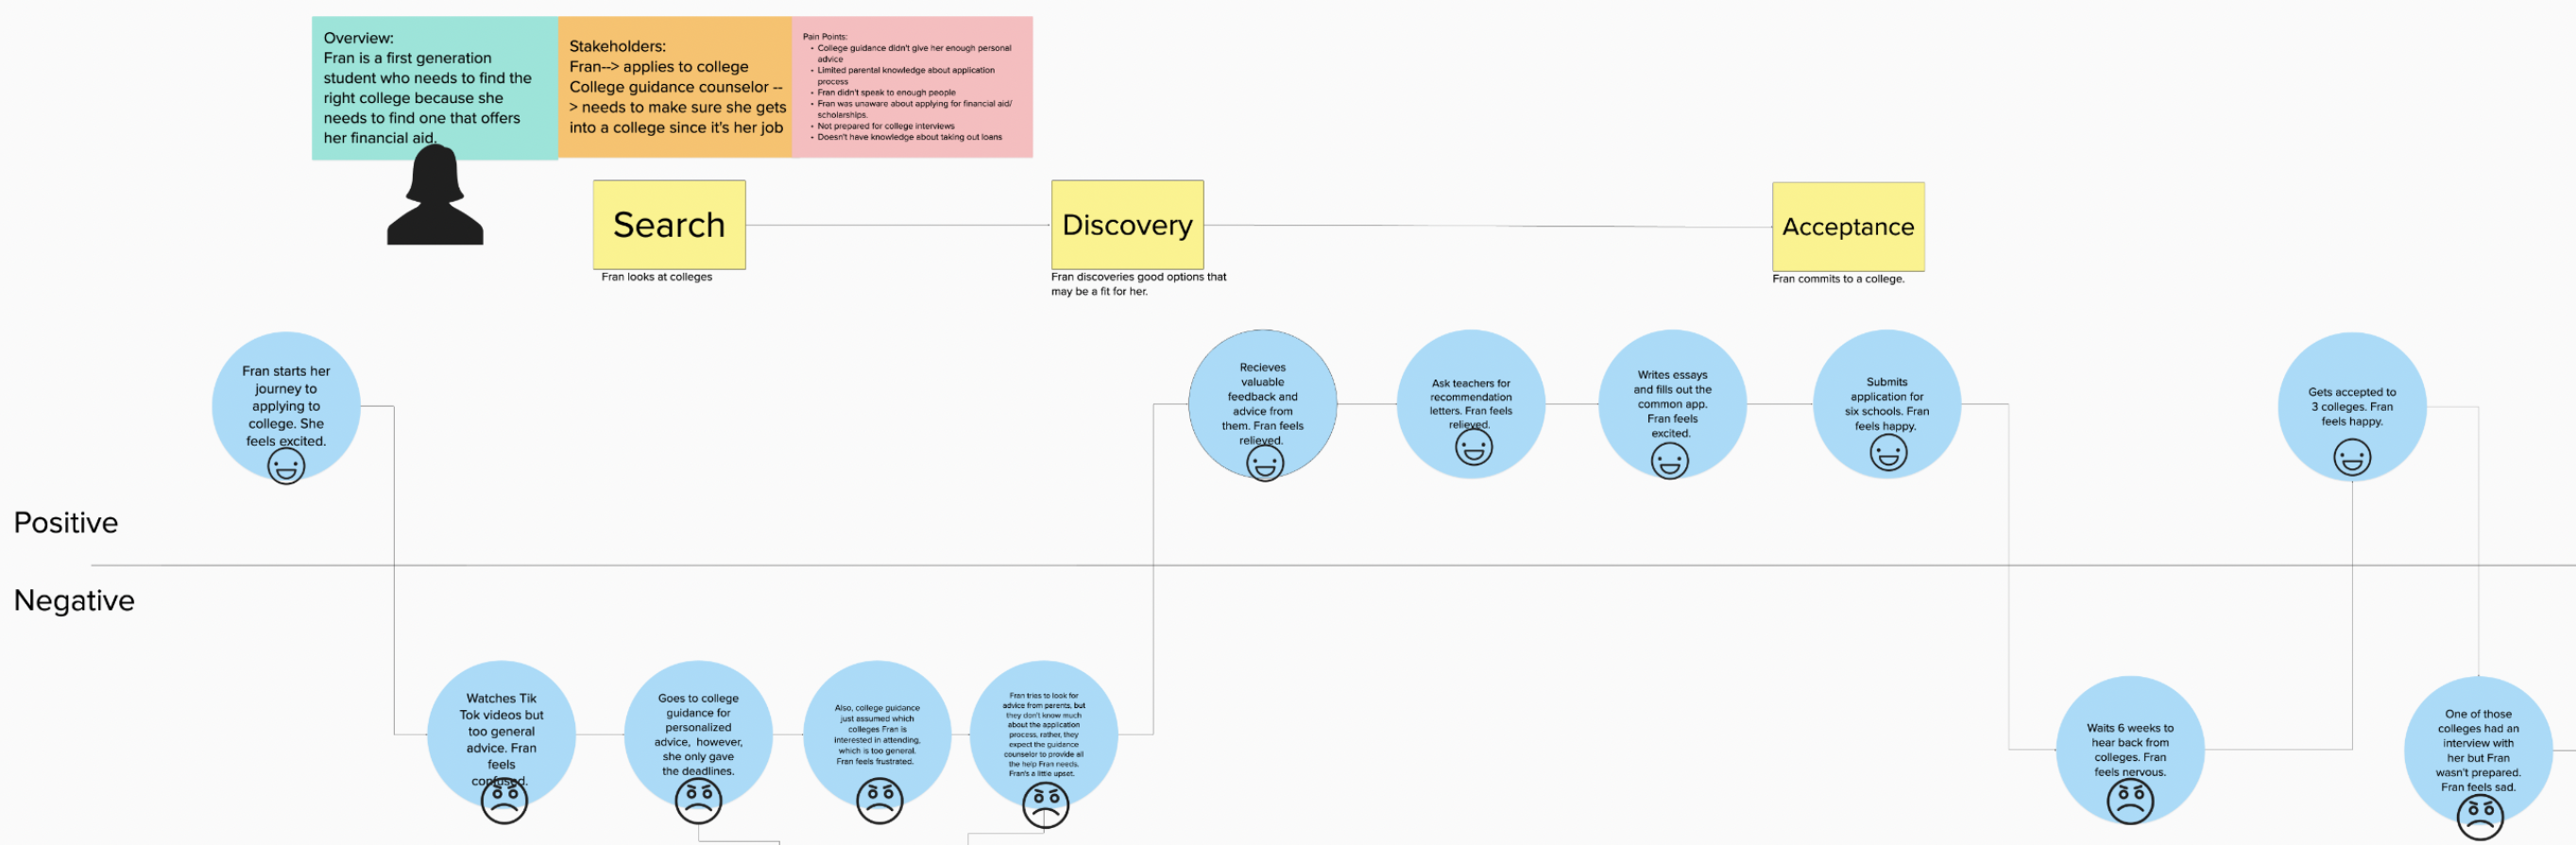 Overview:
Fran is a first generation
student who needs to find the
right college because she
needs to find one that offers
her financial aid.
Stakeholders:
Fran--> applies to college
College guidance counselor --
> needs to make sure she gets
into a college since it's her job
Pain Points:
• College guidance didn't give her enough personal
advice
• Limited parental knowledge about application
process
• Fran didn't speak to enough people
• Fran was unaware about applying for financial aid/
scholarships.
• Not prepared for college interviews
• Doesn't have knowledge about taking out loans
Search
Fran looks at colleges
Discovery
Fran discoveries good options that
may be a fit for her.
Acceptance
Fran commits to a college.
Fran starts her
journey to
applying to
college. She
feels excited.
Recieves
valuable
feedback and
advice from
them. Fran feels
relieved.
Ask teachers for
recommendation
letters. Fran feels
relieved.
Writes essays
and fills out the
common app.
Fran feels
excited.
Submits
application for
six schools. Fran
feels happy.
Gets accepted to
3 colleges. Fran
feels happy.
Positive
Negative
Watches Tik
Tok videos but
too general
advice. Fran
feels
confused.
Goes to college
guidance for
personalized
advice, however,
she only gave
the deadlines.
Also, college guidance
just assumed which
colleges Fran is
interested in attending,
which is too general.
Fran feels frustrated.
Fran tries to look for
advice from parents, but
they don't know much
about the application
process, rather, they
expect the guidance
counselor to provide all
the help Fran needs.
Fran's a little upset.
Waits 6 weeks to
hear back from
colleges. Fran
feels nervous.
One of those
colleges had an
interview with
her but Fran
wasn't prepared.
Fran feels sad.